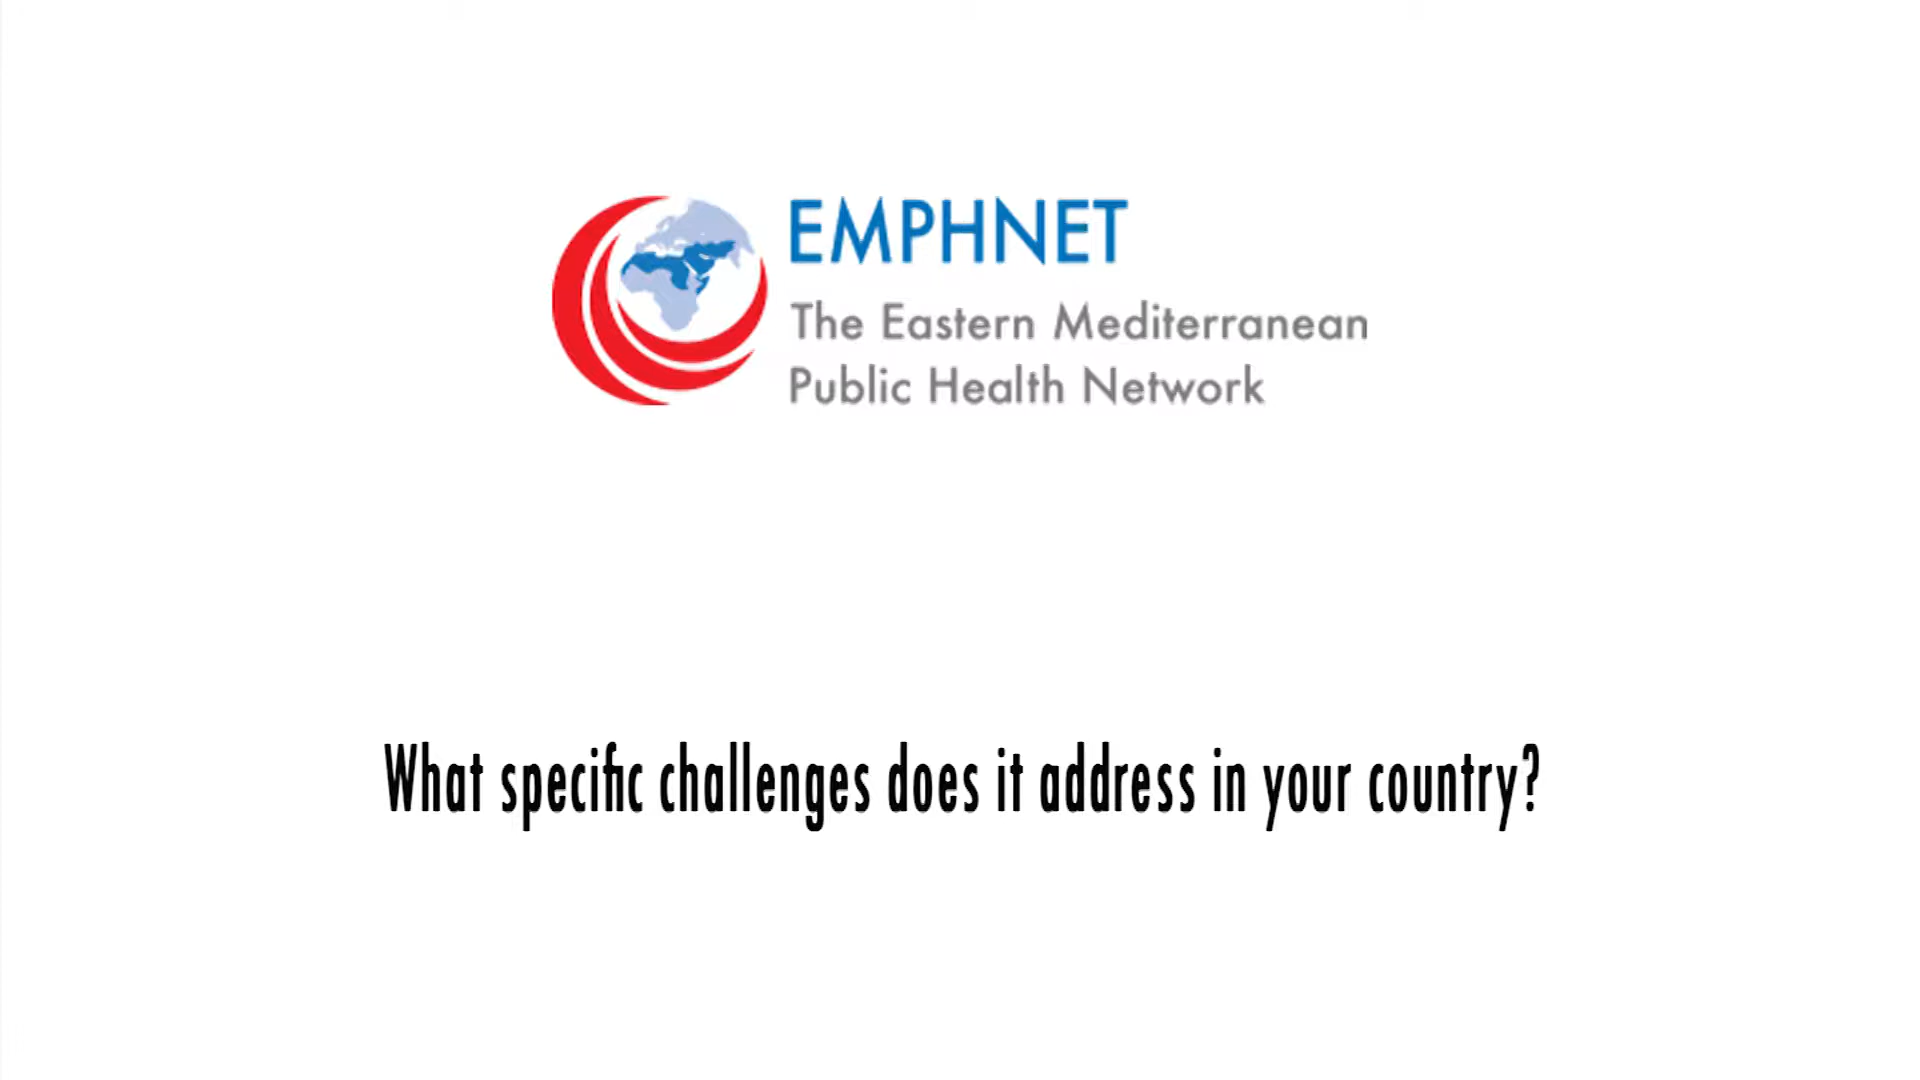 EMPHNET
The Eastern Mediterranean
Public Health Network
What specific challenges does it address in your country?